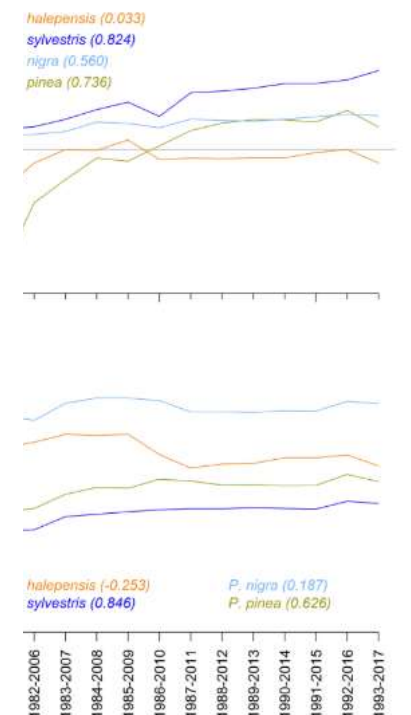 halepensis (0.033)
sylvestris (0.824)
nigra (0.560)
pinea (0.736)
halepensis (-0.253) P. nigra (0.187)
sylvestris (0.846) P. pinea (0.626)
1982-2006
1983-2007
1984-2008
1985-2009
1986-2010
1987-2011
1988-2012
1989-2013
1990-2014
1991-2015
1992-2016
1993-2017